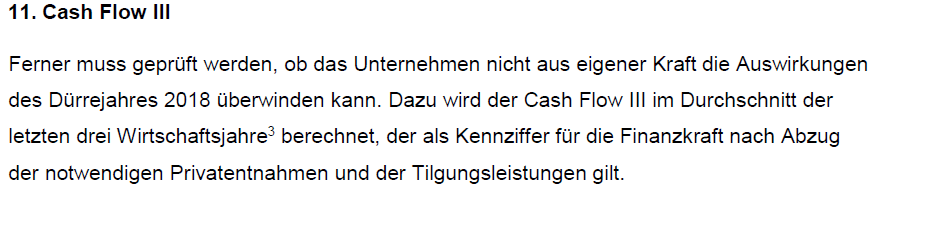 11. Cash Flow III
Ferner muss geprüft werden, ob das Unternehmen nicht aus eigener Kraft die Auswirkungen
des Dürrejahres 2018 überwinden kann. Dazu wird der Cash Flow III im Durchschnitt der
letzten drei Wirtschaftsjahre³ berechnet, der als Kennziffer für die Finanzkraft nach Abzug
der notwendigen Privatentnahmen und der Tilgungsleistungen gilt.